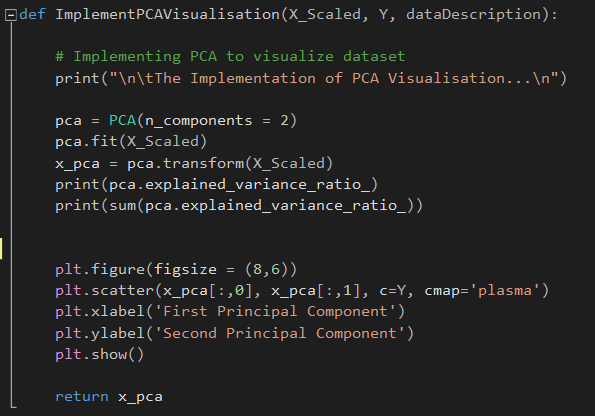 def ImplementPCAVisualisation(X_Scaled, Y, dataDescription):
# Implementing PCA to visualize dataset
print("\n\tThe Implementation of PCA Visualisation...\n")
pca = PCA(n_components = 2)
pca.fit(X_Scaled)
x_pca = pca.transform(X_Scaled)
print(pca.explained_variance_ratio_)
print(sum(pca.explained_variance_ratio_))
plt.figure(figsize = (8,6))
plt.scatter(x_pca[:,0], x_pca[:,1], c=Y, cmap='plasma')
plt.xlabel('First Principal Component')
plt.ylabel('Second Principal Component')
plt.show()
return x_pca